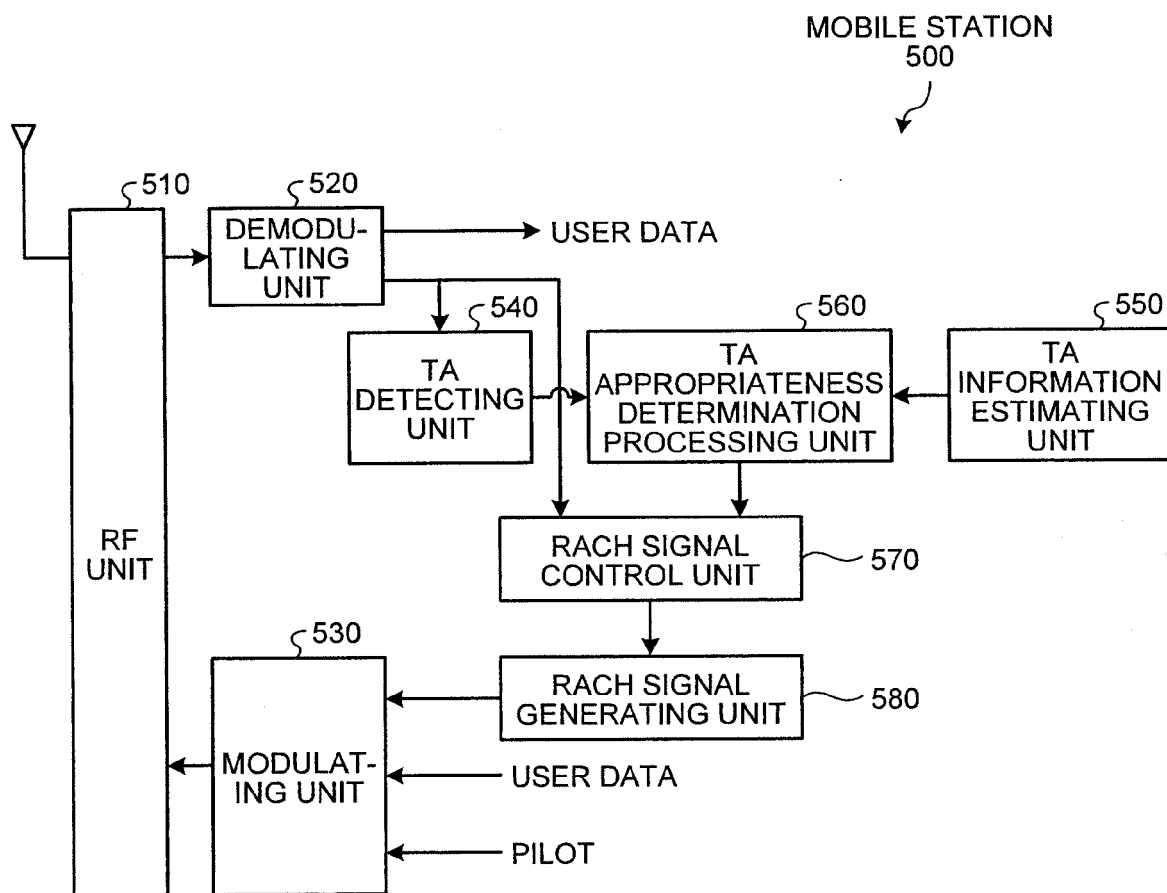 MOBILE STATION
500
510
520
DEMODU-
LATING
UNIT
USER DATA
540
TA
DETECTING
UNIT
560
TA
APPROPRIATENESS
DETERMINATION
PROCESSING UNIT
550
TA
INFORMATION
ESTIMATING
UNIT
RF
UNIT
RACH SIGNAL
CONTROL UNIT
570
530
MODULAT-
ING UNIT
RACH SIGNAL
GENERATING UNIT
580
USER DATA
PILOT